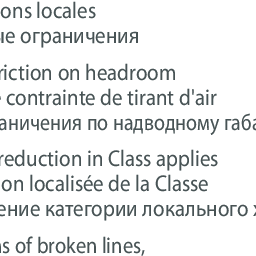 ons locales
ые ограничения
riction on headroom
contrainte de tirant d'air
аничения по надводному габа
reduction in Class applies
on localisée de la Classe
ение категории локального х
s of broken lines,